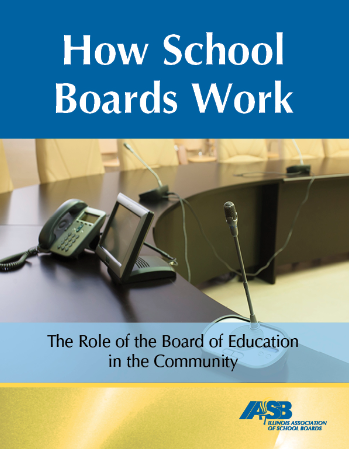 How School
Boards Work
The Role of the Board of Education
in the Community
IASB
ILLINOIS ASSOCIATION
OF SCHOOL BOARDS